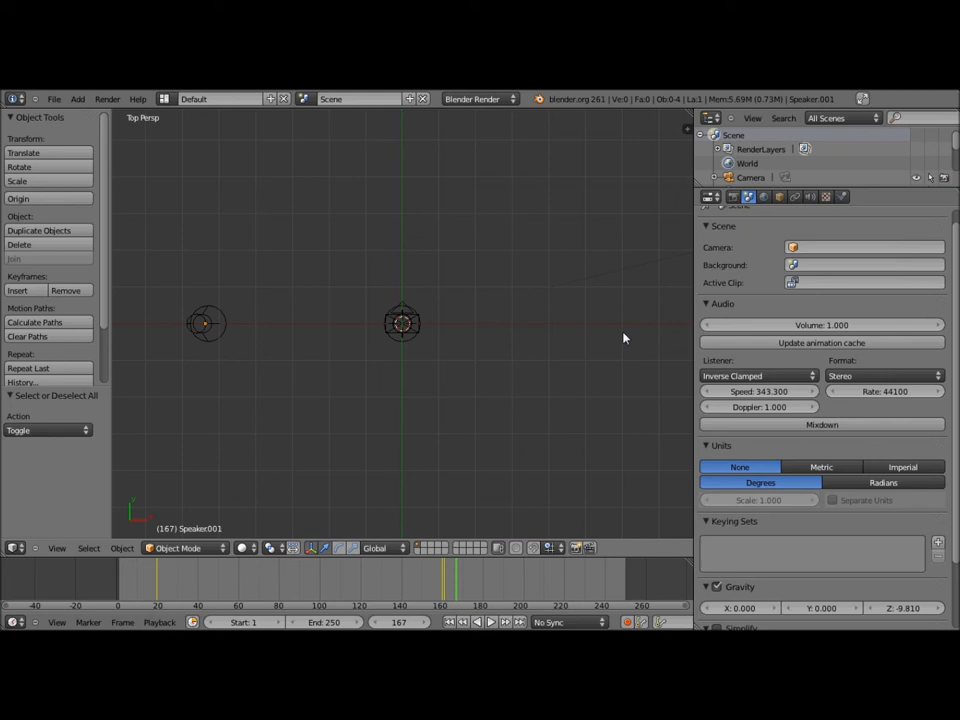 File Add Render Help Default Scene Blender Render blender.org 261 | Ve:0 | Fa:0 | Ob:0-4 | La:1 | Mem:5.69M (0.73M) | Speaker.001
Object Tools
Transform:
Translate
Rotate
Scale
Origin
Object:
Duplicate Objects
Delete
Join
Keyframes:
Insert Remove
Motion Paths:
Calculate Paths
Clear Paths
Repeat:
Repeat Last
History...
Select or Deselect All
Action
Toggle
Top Persp
y
x
(167) Speaker.001
View Select Object Object Mode Global
-40 -20 0 20 40 60 80 100 120 140 160 180 200 220 240 260
View Marker Frame Playback Start: 1 End: 250 167 No Sync
View Search All Scenes
Scene
RenderLayers
World
Camera
Scene
Scene
Camera:
Background:
Active Clip:
Audio
Volume: 1.000
Update animation cache
Listener: Format:
Inverse Clamped Stereo
Speed: 343.300 Rate: 44100
Doppler: 1.000
Mixdown
Units
None Metric Imperial
Degrees Radians
Scale: 1.000 Separate Units
Keying Sets
Gravity
X: 0.000 Y: 0.000 Z: -9.810
Simplify